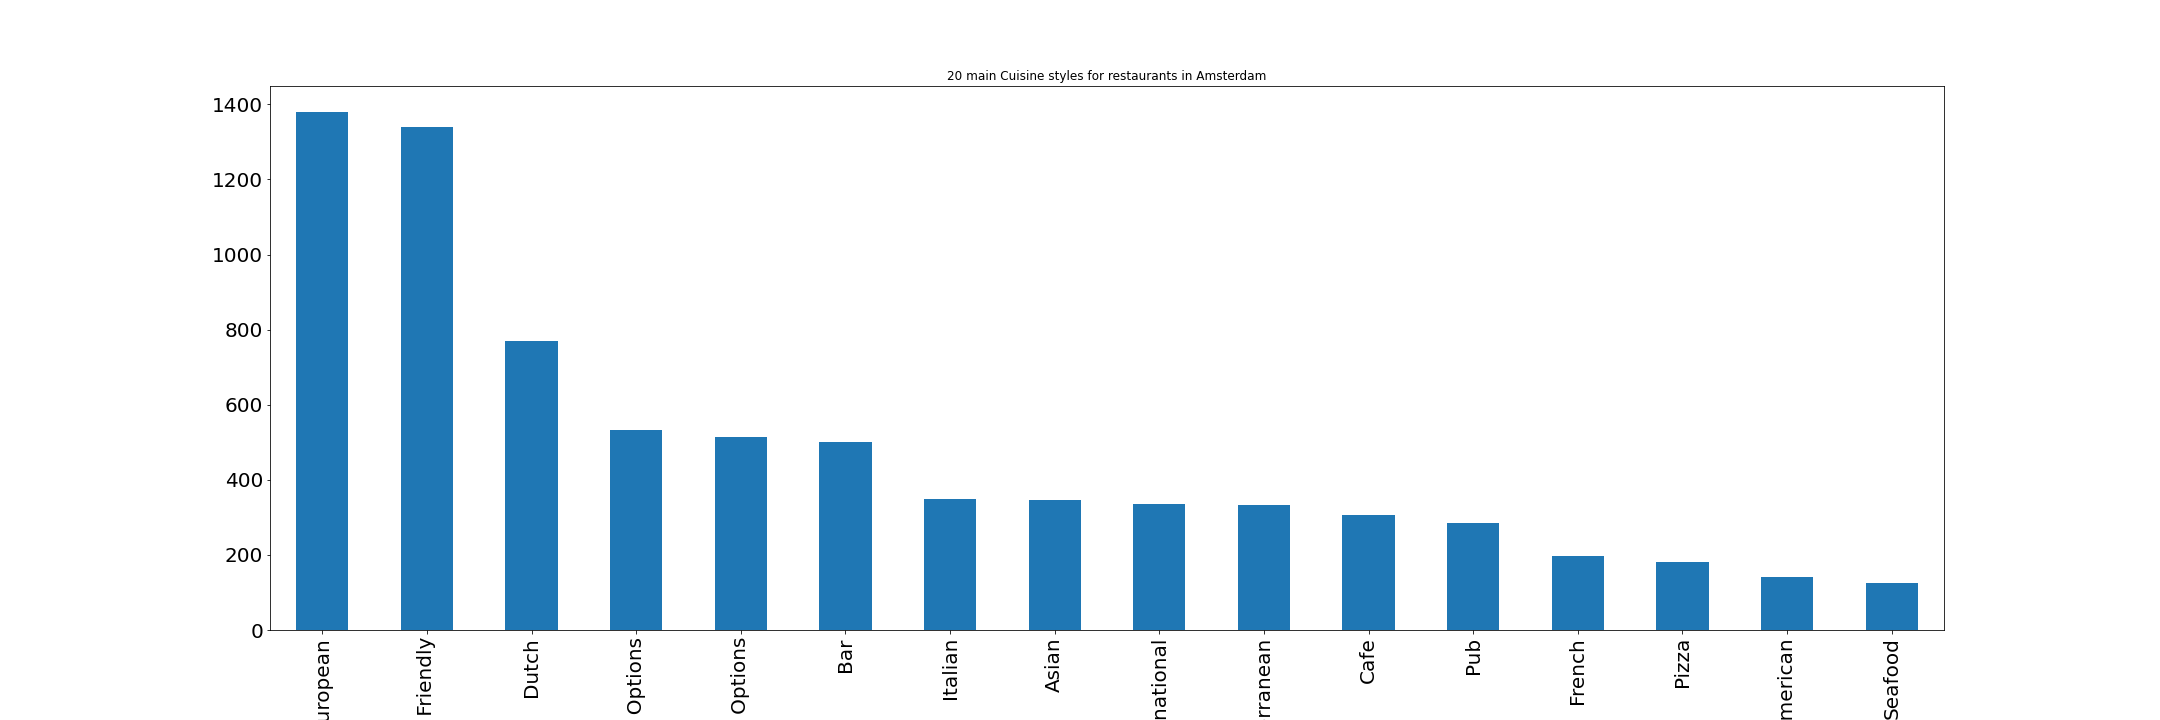 20 main Cuisine styles for restaurants in Amsterdam
1400
1200
1000
800
600
400
200
0
uropean
Friendly
Dutch
Options
Options
Bar
Italian
Asian
national
rranean
Cafe
Pub
French
Pizza
merican
Seafood